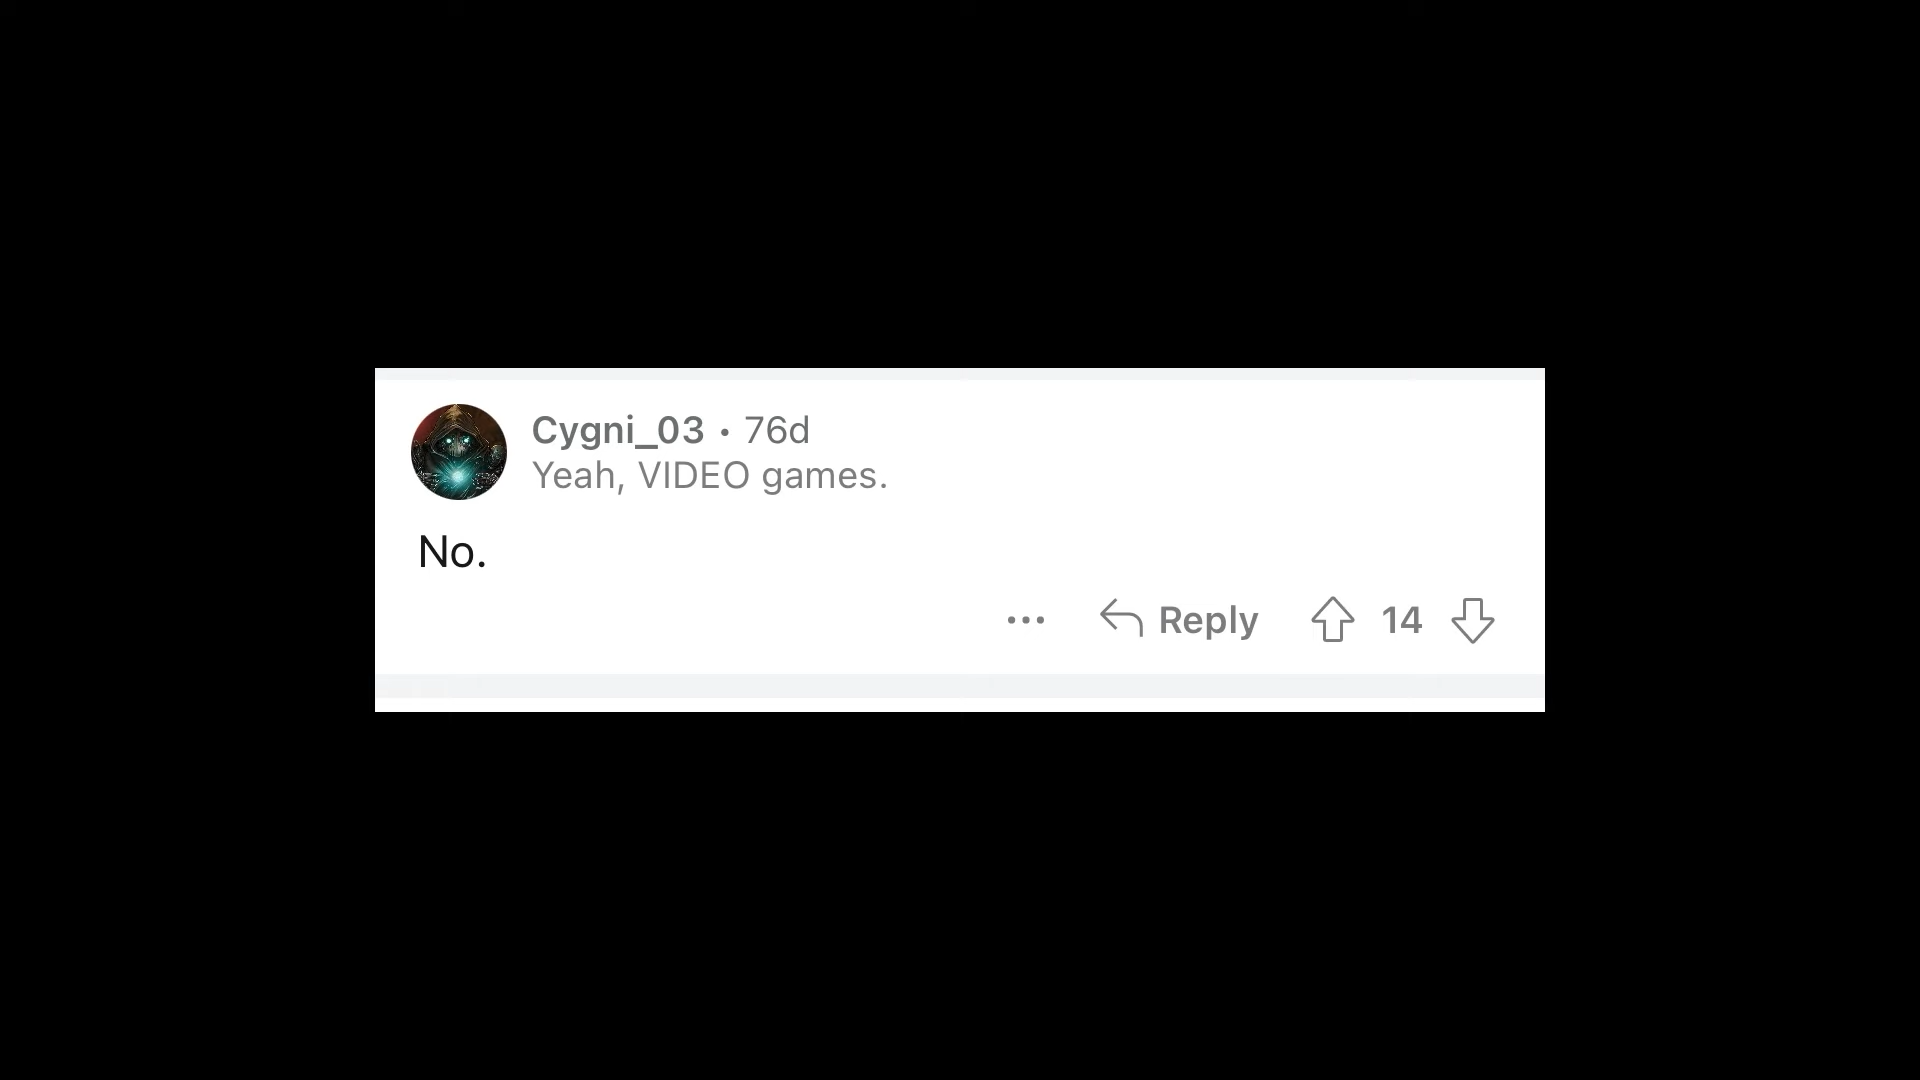 Cygni_03 • 76d
Yeah, VIDEO games.
No.
Reply 14